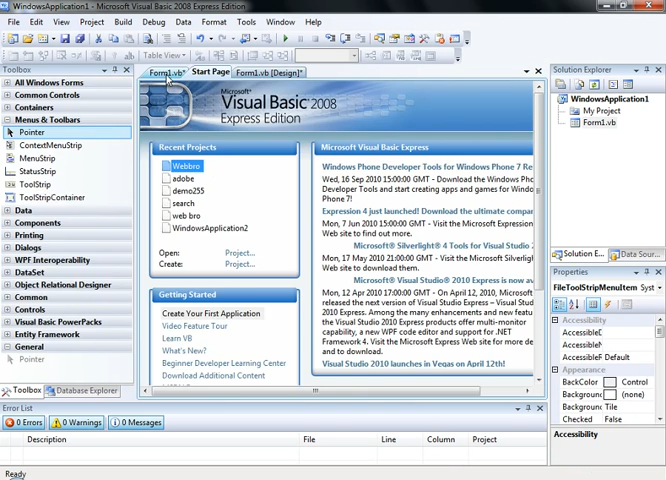 WindowsApplication1 - Microsoft Visual Basic 2008 Express Edition
File Edit View Project Build Debug Data Format Tools Window Help
Table View
Toolbox
All Windows Forms
Common Controls
Containers
Menus & Toolbars
Pointer
ContextMenuStrip
MenuStrip
StatusStrip
ToolStrip
ToolStripContainer
Data
Components
Printing
Dialogs
WPF Interoperability
DataSet
Object Relational Designer
Common
Controls
Visual Basic PowerPacks
Entity Framework
General
Pointer
Toolbox Database Explorer
Form1.vb* Start Page Form1.vb [Design]*
Microsoft
Visual Basic 2008
Express Edition
Recent Projects
Webbro
adobe
demo255
search
web bro
WindowsApplication2
Open: Project...
Create: Project...
Getting Started
Create Your First Application
Video Feature Tour
Learn VB
What's New?
Beginner Developer Learning Center
Download Additional Content
Microsoft Visual Basic Express
Windows Phone Developer Tools for Windows Phone 7 Re
Wed, 16 Sep 2010 15:00:00 GMT - Download the Windows P
Developer Tools and start creating apps and games for Windows
Phone 7!
Expression 4 just launched! Download the ultimate compa
Mon, 7 Jun 2010 21:00:00 GMT - Visit the Microsoft Expression
Web site to find out more.
Microsoft® Silverlight® 4 Tools for Visual Studio
Mon, 17 May 2010 21:00:00 GMT - Visit the Microsoft Silverlight
Web site to download them.
Microsoft® Visual Studio® 2010 Express is now av
Mon, 12 Apr 2010 17:00:00 GMT - On April 12, 2010, Microsoft
released the next version of Visual Studio 2010 Express editions.
Among the many enhancements and new features
Visual Studio Express includes better multi-monitor
capability, a new WPF code editor and support for .NET
Framework 4. Visit the Microsoft Express Web site for more de
and to download.
Visual Studio 2010 launches in Vegas on April 12th!
Solution Explorer
WindowsApplication1
My Project
Form1.vb
Solution E... Data Sour...
Properties
FileToolStripMenuItem Syst
Accessibility
Accessible
Accessible
AccessibleF Default
Appearance
BackColor Control
Background (none)
Background Tile
Checked False
Accessibility
Error List
0 Errors 0 Warnings 0 Messages
Description File Line Column Project
Ready